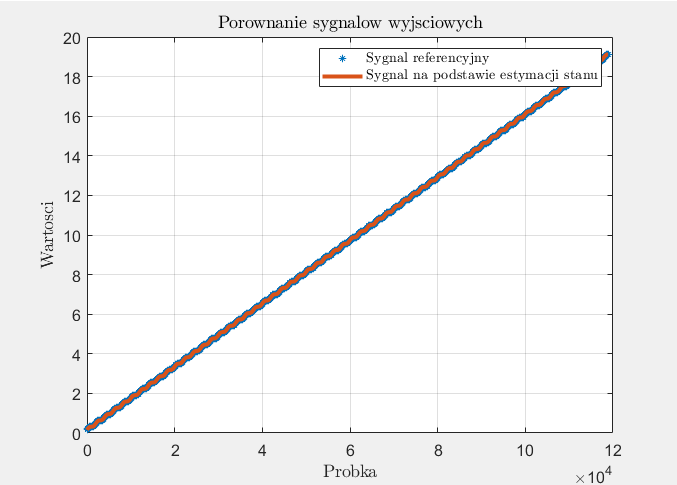 Porownanie sygnalow wyjsciowych
Sygnal referencyjny
Sygnal na podstawie estymacji stanu
Wartosci
20
18
16
14
12
10
8
6
4
2
0
0 2 4 6 8 10 12
Probka
×10^4